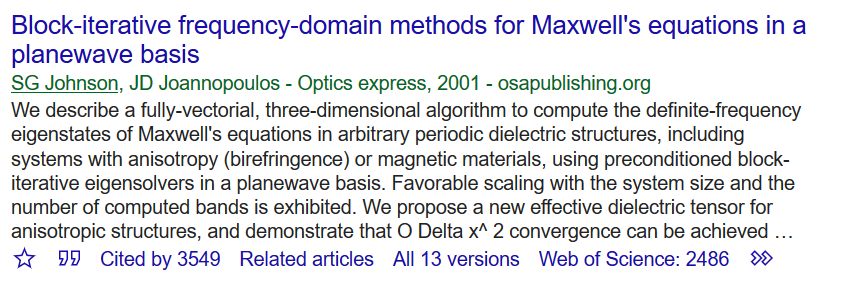 Block-iterative frequency-domain methods for Maxwell's equations in a
planewave basis
SG Johnson, JD Joannopoulos - Optics express, 2001 - osapublishing.org
We describe a fully-vectorial, three-dimensional algorithm to compute the definite-frequency
eigenstates of Maxwell's equations in arbitrary periodic dielectric structures, including
systems with anisotropy (birefringence) or magnetic materials, using preconditioned block-
iterative eigensolvers in a planewave basis. Favorable scaling with the system size and the
number of computed bands is exhibited. We propose a new effective dielectric tensor for
anisotropic structures, and demonstrate that O Delta x^ 2 convergence can be achieved …
Cited by 3549 Related articles All 13 versions Web of Science: 2486